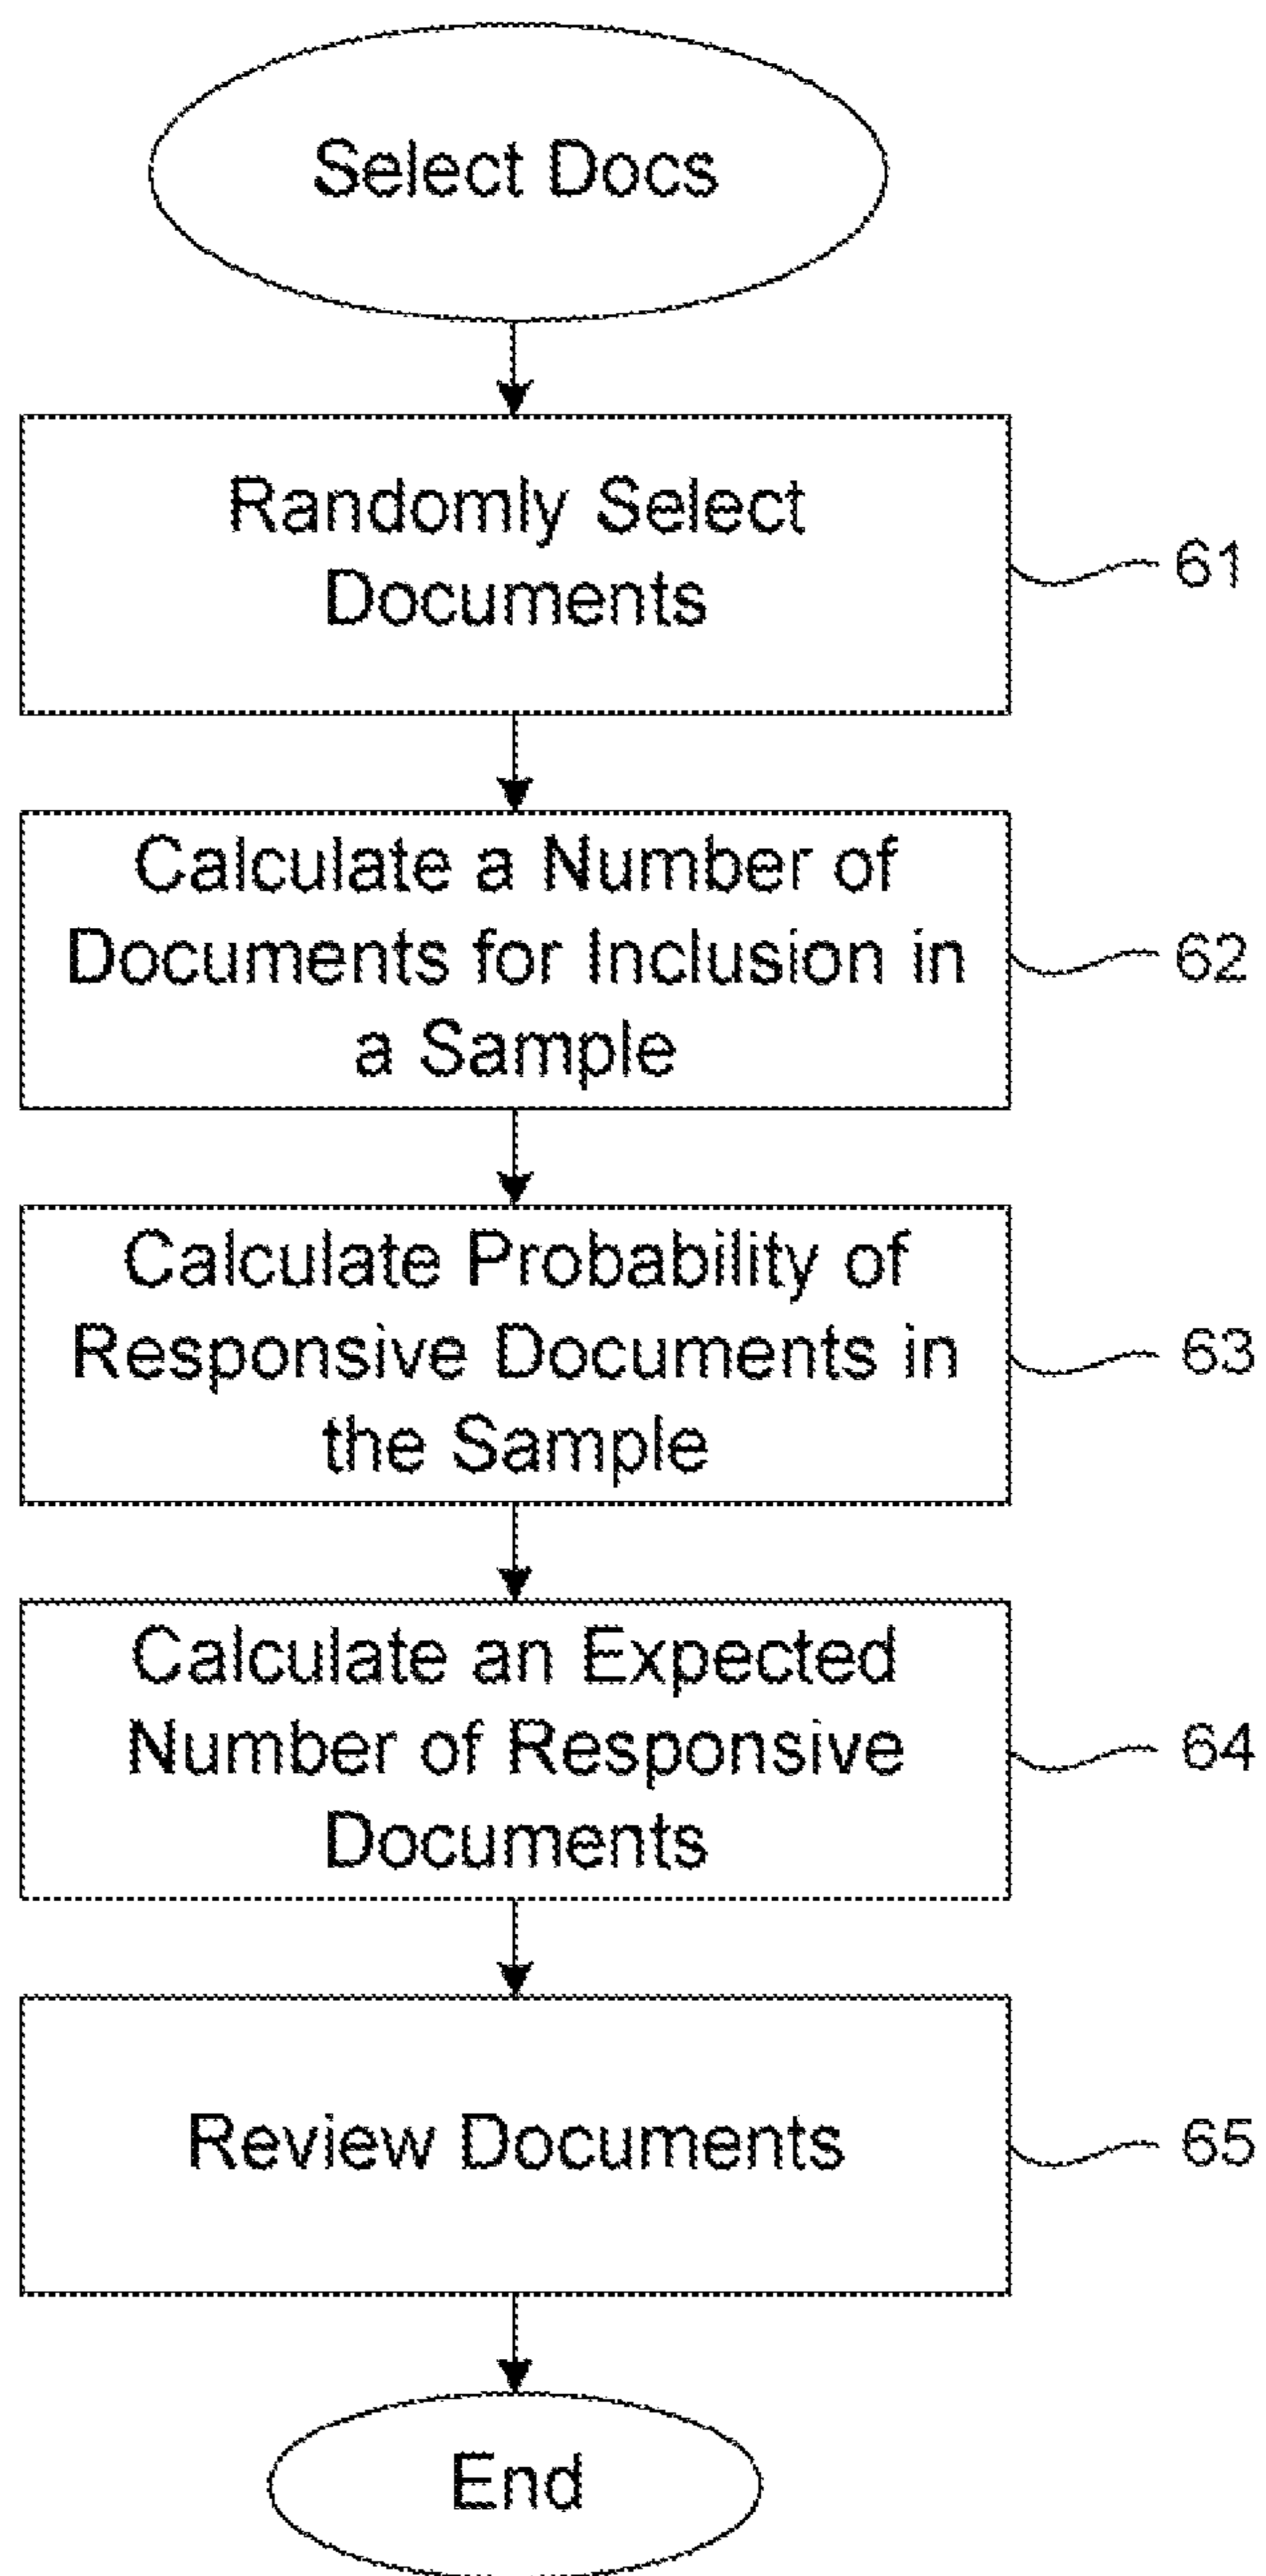 Select Docs
Randomly Select
Documents
61
Calculate a Number of
Documents for Inclusion in
a Sample
62
Calculate Probability of
Responsive Documents in
the Sample
63
Calculate an Expected
Number of Responsive
Documents
64
Review Documents
65
End